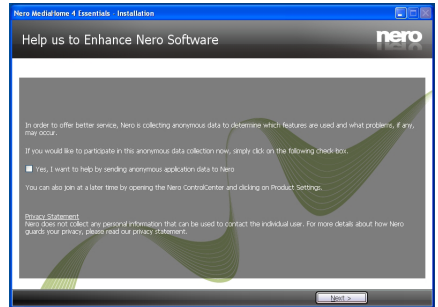 Nero MediaHome 4 Essentials - Installation
Help us to Enhance Nero Software
nero
In order to offer better service, Nero is collecting anonymous data to determine which features are used and what problems, if any,
may occur.
If you would like to participate in this anonymous data collection now, simply click on the following check box.
Yes, I want to help by sending anonymous application data to Nero
You can also join at a later time by opening the Nero ControlCenter and clicking on Product Settings.
Privacy Statement
Nero does not collect any personal information that can be used to contact the individual user. For more details about how Nero
guards your privacy, please read our privacy statement.
Next >